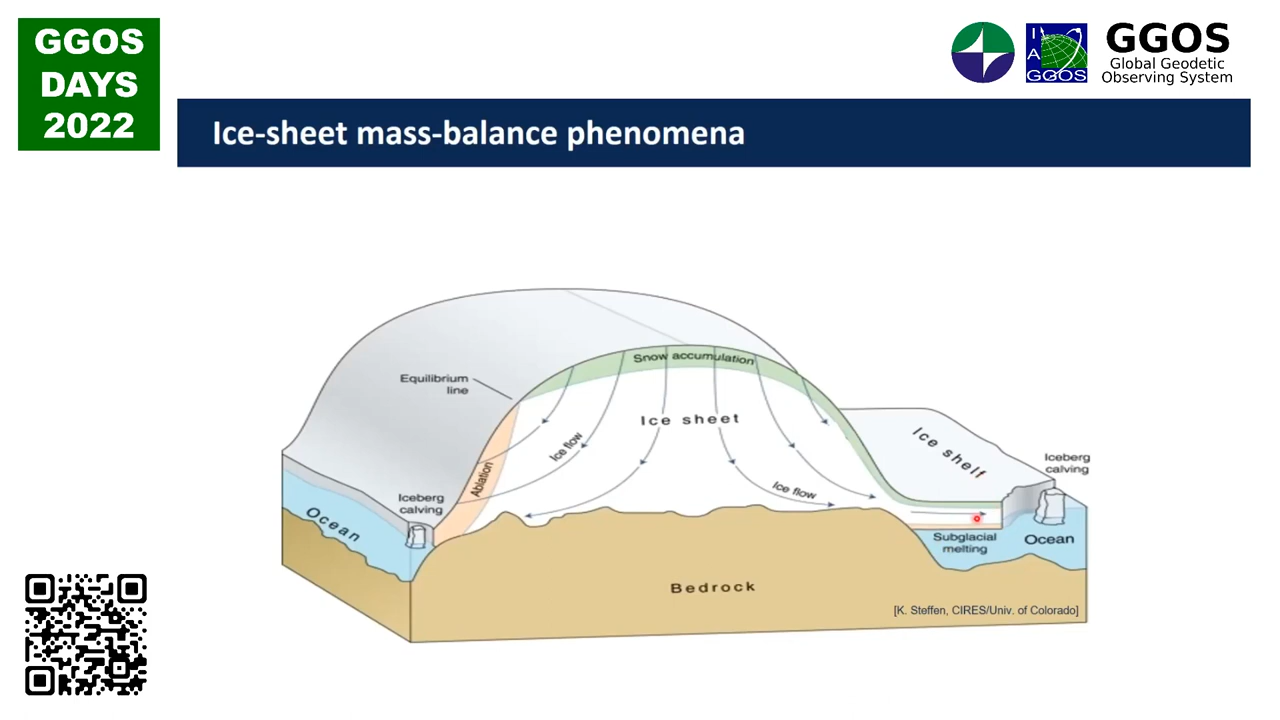 GGOS
DAYS
2022
I
A
GGOS
GGOS
Global Geodetic
Observing System
Ice-sheet mass-balance phenomena
Snow accumulation
Equilibrium
line
Ice sheet
Ice shelf
Ice flow
Ablation
Iceberg
calving
Iceberg
calving
Ice flow
Ocean
Subglacial
melting
Ocean
Bedrock
[K. Steffen, CIRES/Univ. of Colorado]